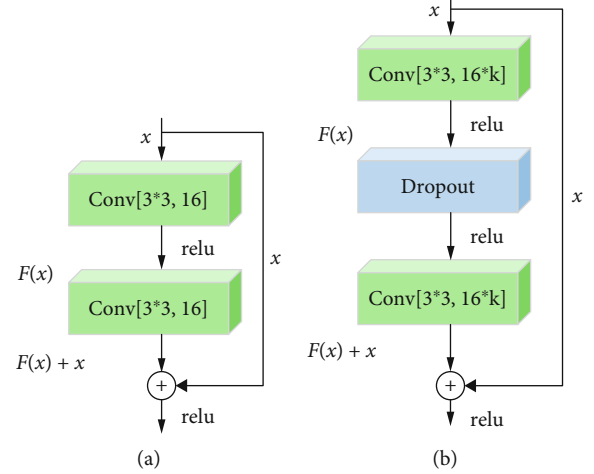 x
Conv[3*3, 16]
relu
x
F(x)
Conv[3*3, 16]
F(x) + x
+
relu
(a)
x
Conv[3*3, 16*k]
relu
F(x)
Dropout
x
relu
Conv[3*3, 16*k]
F(x) + x
+
relu
(b)